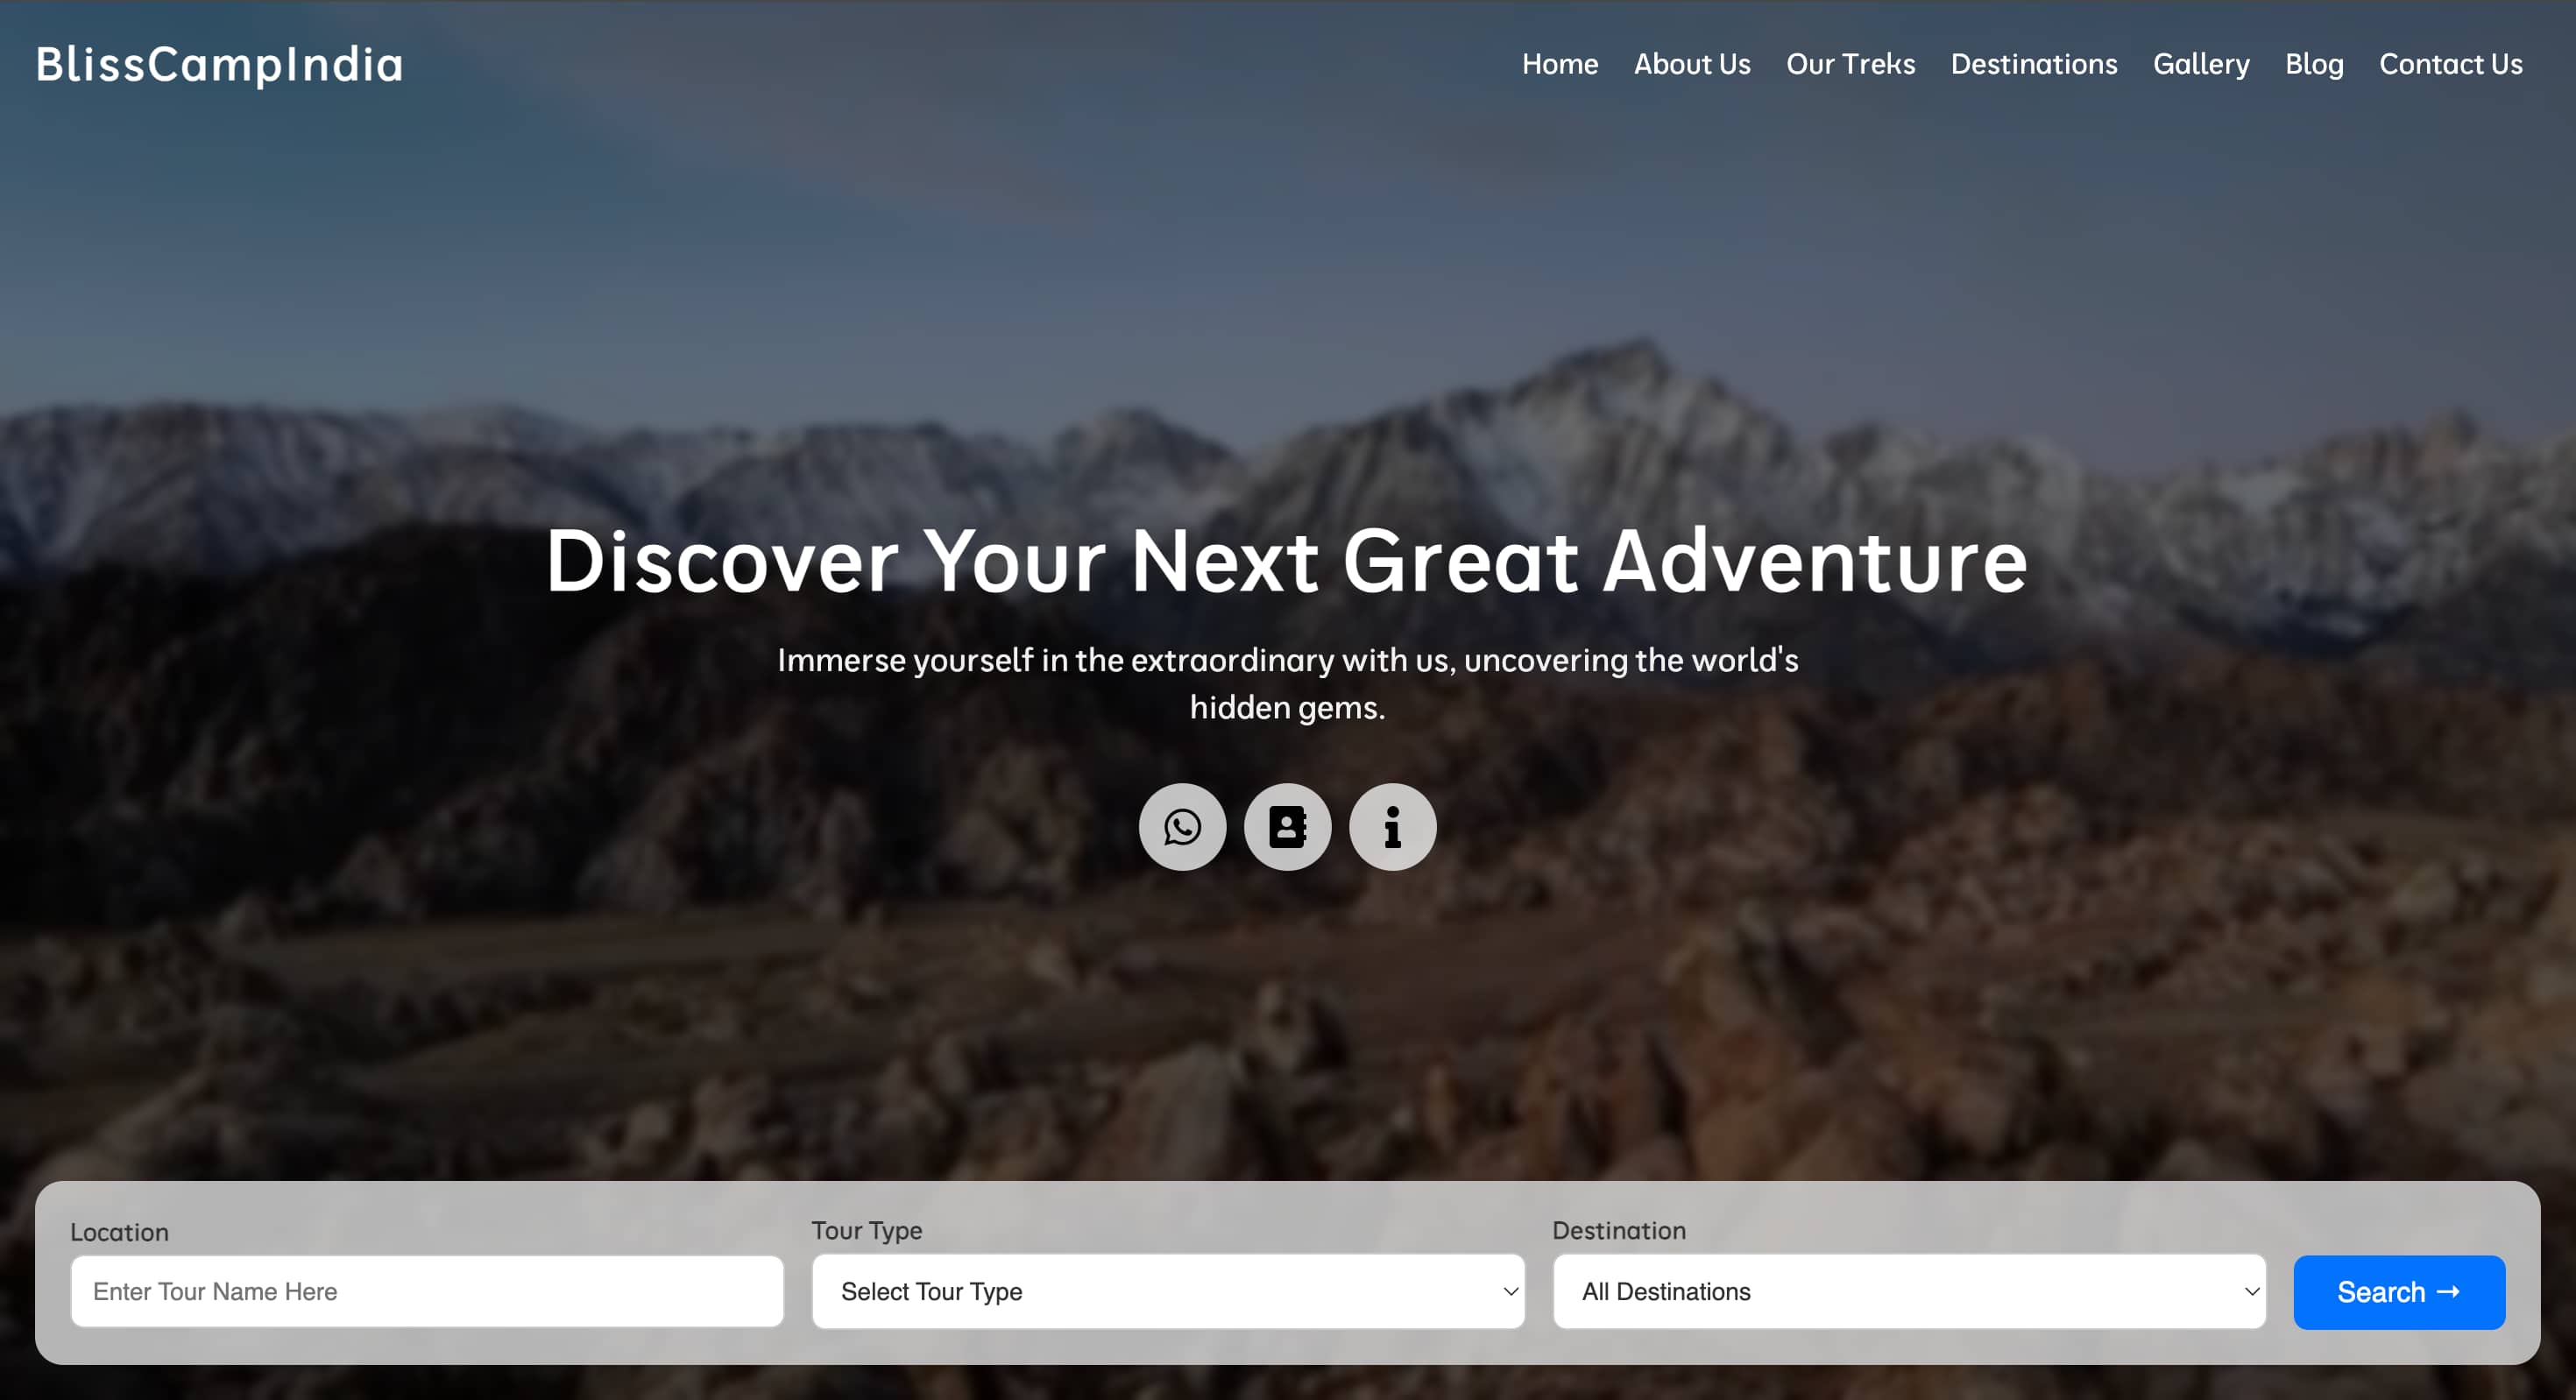 BlissCampIndia
Home About Us Our Treks Destinations Gallery Blog Contact Us
Discover Your Next Great Adventure
Immerse yourself in the extraordinary with us, uncovering the world's
hidden gems.
Location
Enter Tour Name Here
Tour Type
Select Tour Type
Destination
All Destinations
Search →